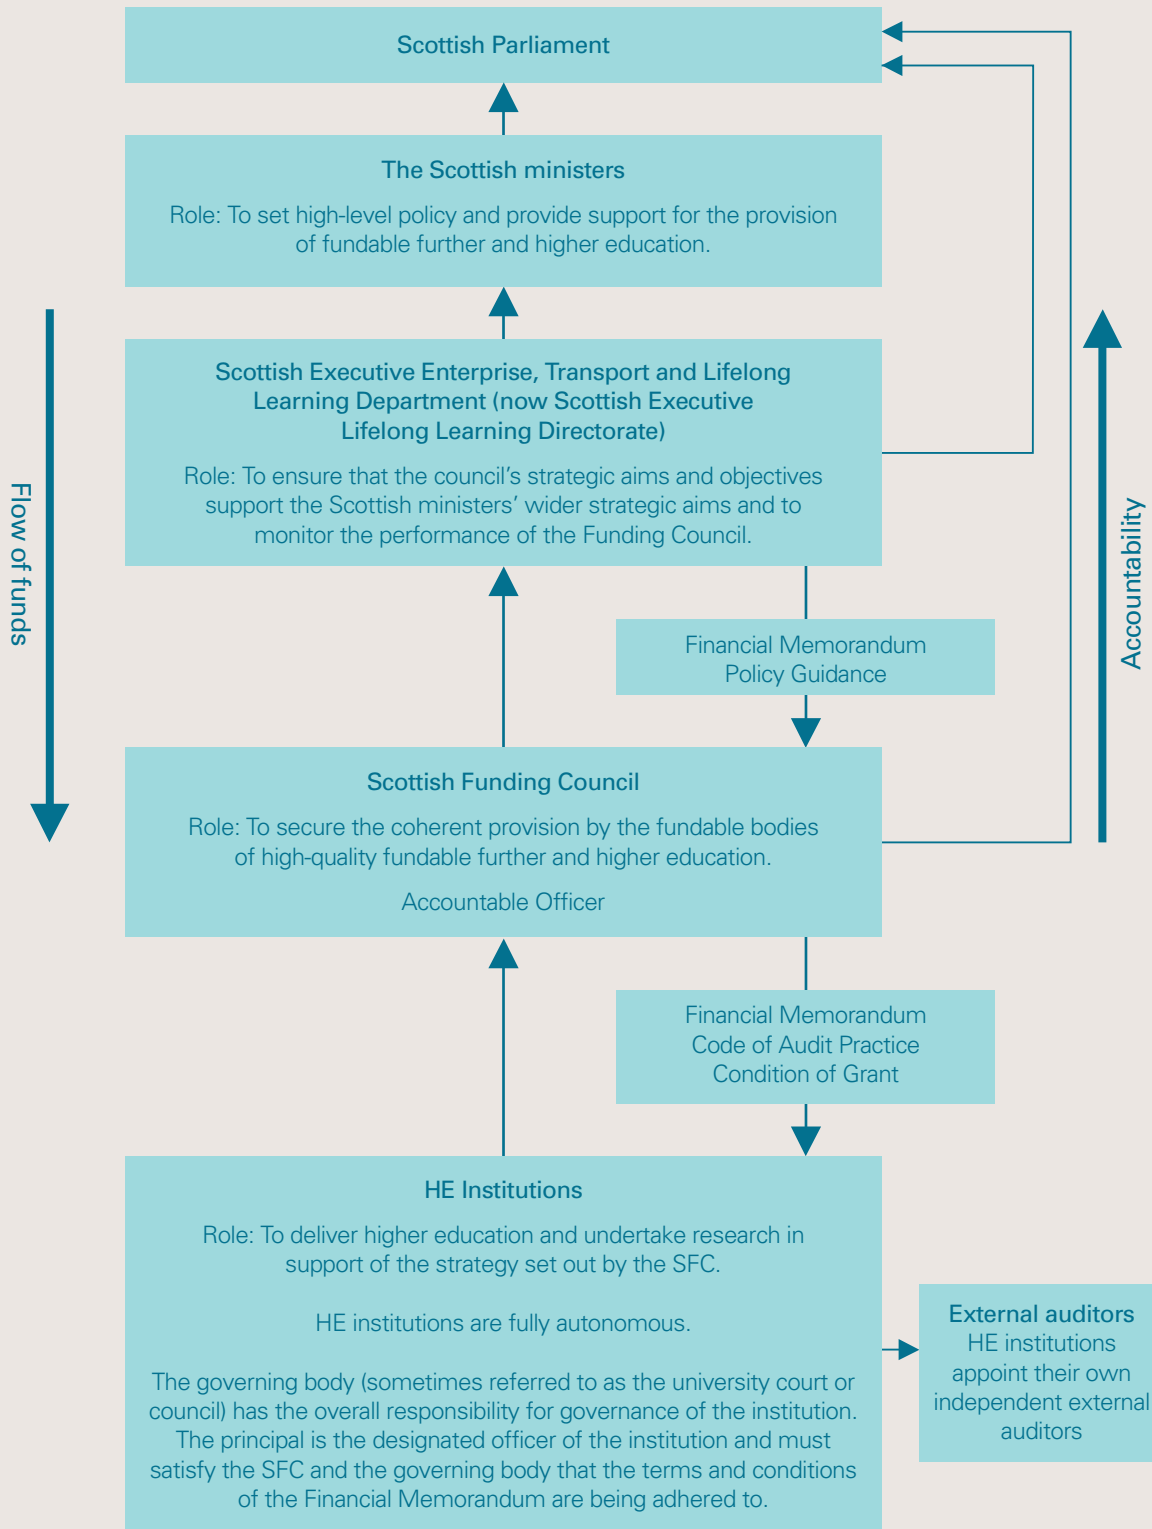 Scottish Parliament
The Scottish ministers
Role: To set high-level policy and provide support for the provision
of fundable further and higher education.
Scottish Executive Enterprise, Transport and Lifelong
Learning Department (now Scottish Executive
Lifelong Learning Directorate)
Role: To ensure that the council's strategic aims and objectives
support the Scottish ministers' wider strategic aims and to
monitor the performance of the Funding Council.
Flow of funds
Accountability
Financial Memorandum
Policy Guidance
Scottish Funding Council
Role: To secure the coherent provision by the fundable bodies
of high-quality fundable further and higher education.
Accountable Officer
Financial Memorandum
Code of Audit Practice
Condition of Grant
HE Institutions
Role: To deliver higher education and undertake research in
support of the strategy set out by the SFC.
HE institutions are fully autonomous.
The governing body (sometimes referred to as the university court or
council) has the overall responsibility for governance of the institution.
The principal is the designated officer of the institution and must
satisfy the SFC and the governing body that the terms and conditions
of the Financial Memorandum are being adhered to.
External auditors
HE institutions
appoint their own
independent external
auditors